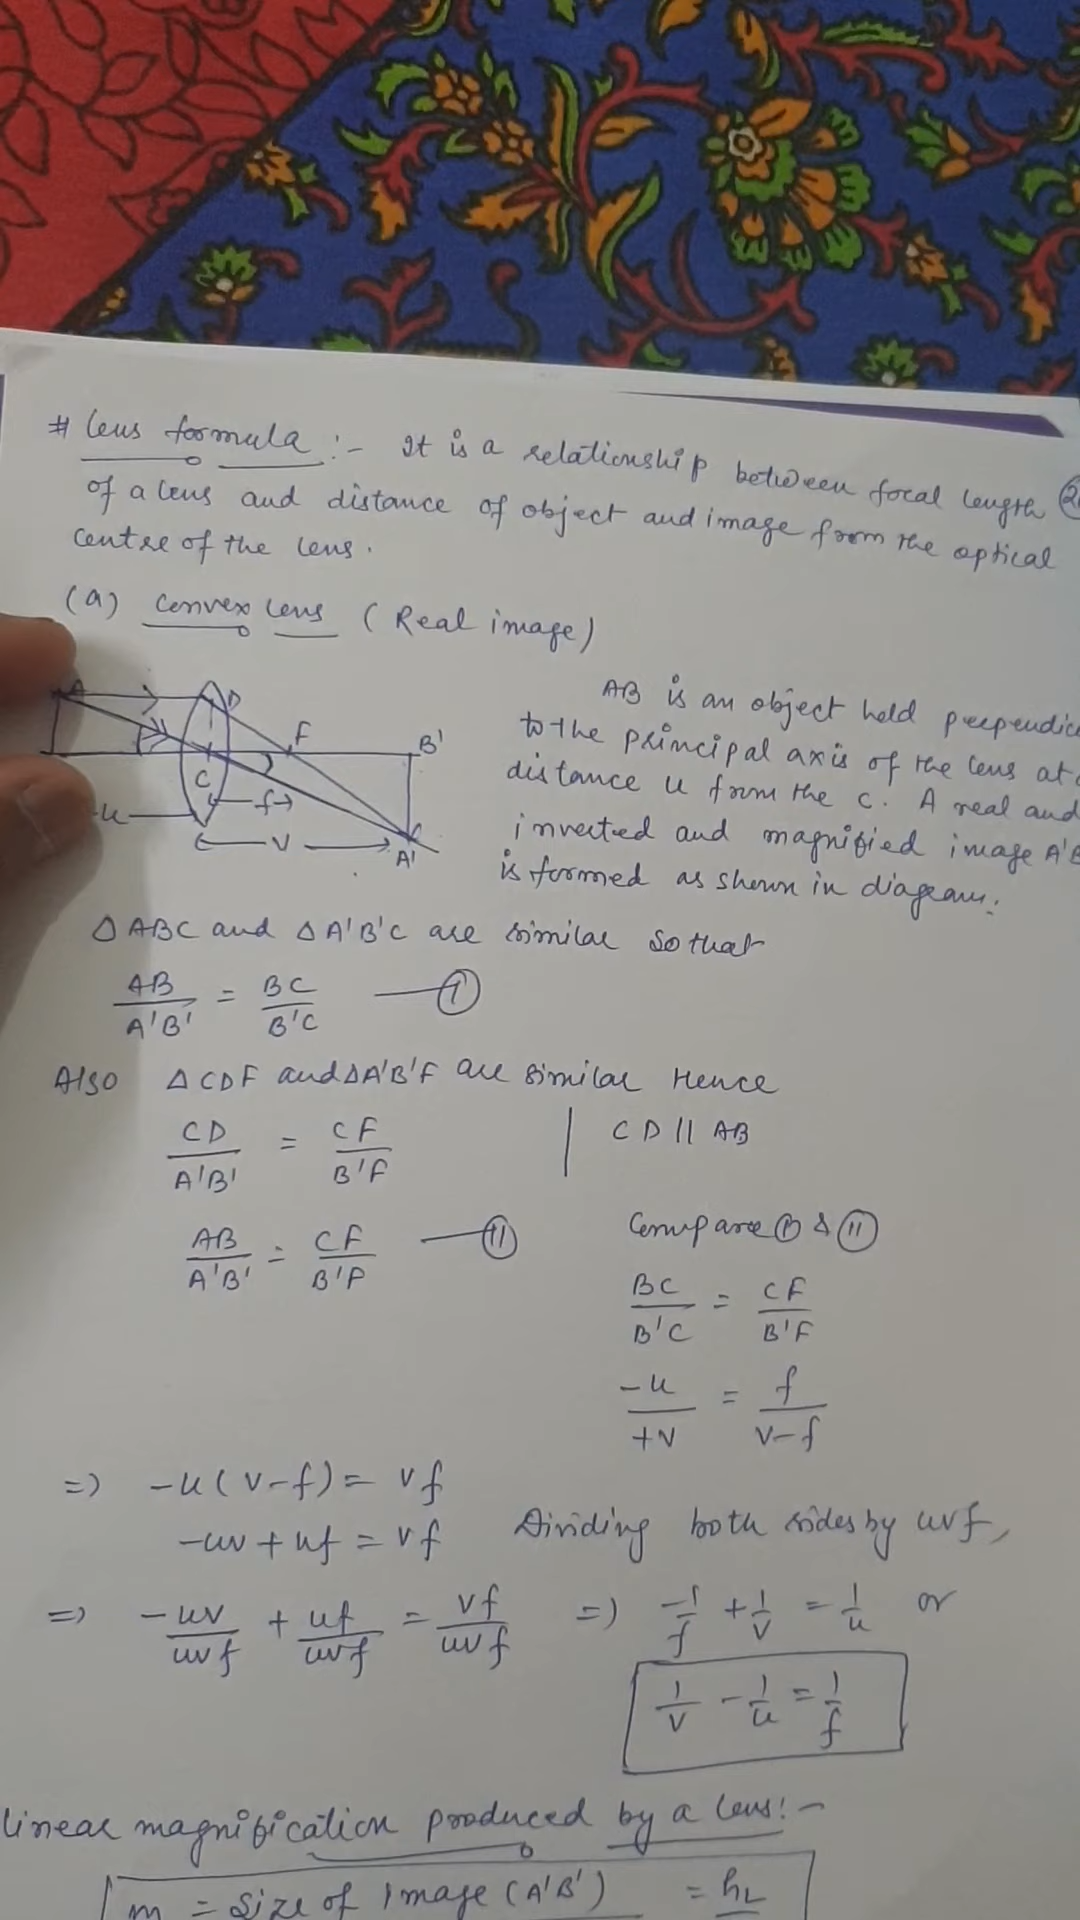 # Lens formula :- It is a relationship between focal length
of a lens and distance of object and image from the optical
centre of the lens.
(a) Convex lens (Real image)
A
D
F
B'
C
f
-u
v
A'
AB is an object held perpendic
to the principal axis of the lens at
distance u from the c. A real and
inverted and magnified image A'B
is formed as shown in diagram.
Δ ABC and Δ A'B'C are similar so that
AB/A'B' = BC/B'C — (I)
Also Δ CDF and Δ A'B'F are similar Hence
CD/A'B' = CF/B'F | CD || AB
AB/A'B' = CF/B'F — (II)
Compare (I) & (II)
BC/B'C = CF/B'F
-u/+v = f/v-f
=> -u(v-f) = vf
-uv + uf = vf Dividing both sides by uvf,
=> -uv/uvf + uf/uvf = vf/uvf => -1/f + 1/v = 1/u or
1/v - 1/u = 1/f
linear magnification produced by a lens :-
m = Size of Image (A'B') = h